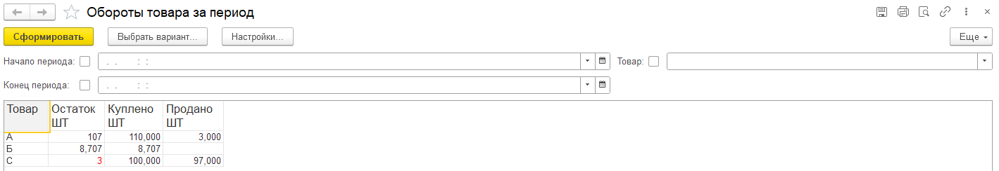 Обороты товара за период
Сформировать Выбрать вариант... Настройки... Еще
Начало периода: . . : : Товар:
Конец периода: . . : :
Товар Остаток ШТ Куплено ШТ Продано ШТ
А 107 110,000 3,000
Б 8,707 8,707
С 3 100,000 97,000